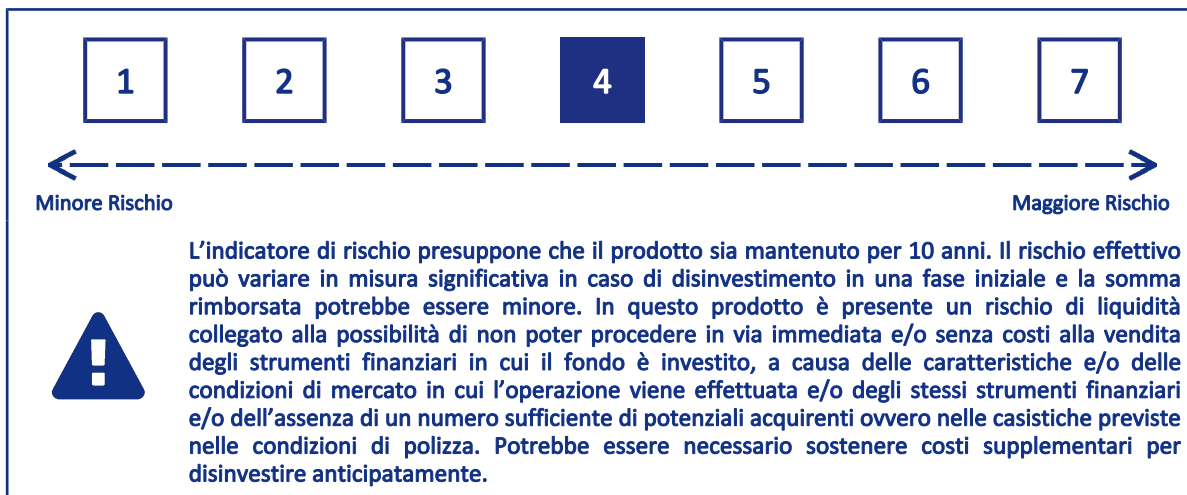 1 2 3 4 5 6 7
Minore Rischio Maggiore Rischio
L'indicatore di rischio presuppone che il prodotto sia mantenuto per 10 anni. Il rischio effettivo
può variare in misura significativa in caso di disinvestimento in una fase iniziale e la somma
rimborsata potrebbe essere minore. In questo prodotto è presente un rischio di liquidità
collegato alla possibilità di non poter procedere in via immediata e/o senza costi alla vendita
degli strumenti finanziari in cui il fondo è investito, a causa delle caratteristiche e/o delle
condizioni di mercato in cui l'operazione viene effettuata e/o degli stessi strumenti finanziari
e/o dell'assenza di un numero sufficiente di potenziali acquirenti ovvero nelle casistiche previste
nelle condizioni di polizza. Potrebbe essere necessario sostenere costi supplementari per
disinvestire anticipatamente.